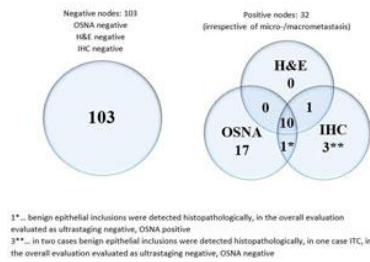 Negative nodes: 103
OSNA negative
H&E negative
IHC negative
103
Positive nodes: 32
(irrespective of micro-/macrometastasis)
H&E
0
0
1
10
OSNA
17
1*
IHC
3**
1*... benign epithelial inclusions were detected histopathologically, in the overall evaluation
evaluated as ultrastaging negative, OSNA positive
3**... in two cases benign epithelial inclusions were detected histopathologically, in one case ITC, in
the overall evaluation evaluated as ultrastaging negative, OSNA negative